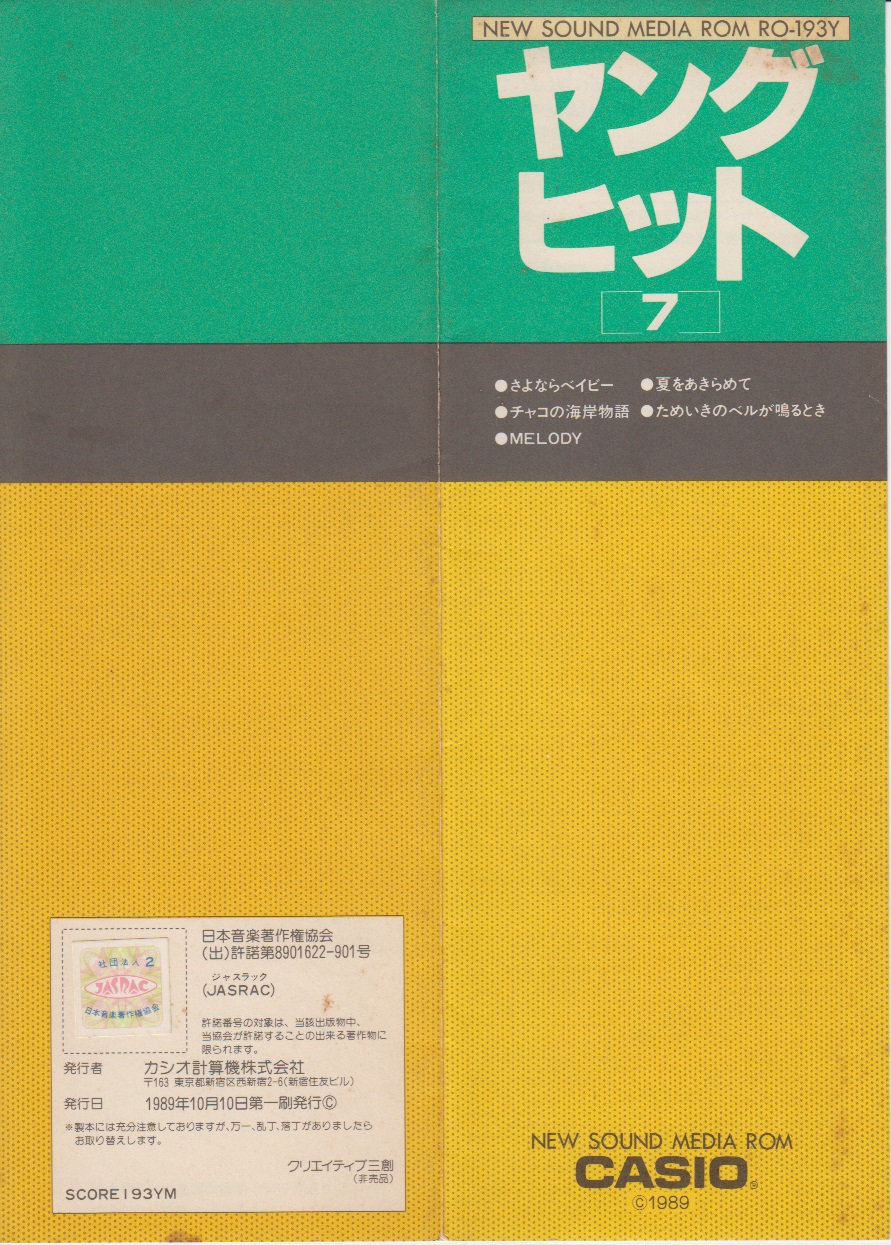 NEW SOUND MEDIA ROM RO-193Y
ヤング
ヒット
7
●さよならベイビー ●夏をあきらめて
●チャコの海岸物語 ●ためいきのベルが鳴るとき
●MELODY
NEW SOUND MEDIA ROM
CASIO®
©1989
社団法人 2
JASRAC
日本音楽著作権協会
日本音楽著作権協会
(出)許諾第8901622-901号
ジャスラック
(JASRAC)
許諾番号の対象は、当該出版物中、
当協会が許諾することの出来る著作物に
限られます。
発行者 カシオ計算機株式会社
〒163 東京都新宿区西新宿2-6(新宿住友ビル)
発行日 1989年10月10日第一刷発行©
*製本には充分注意しておりますが、万一、乱丁、落丁がありましたら
お取り替えします。
クリエイティブ三創
(非売品)
SCORE193YM